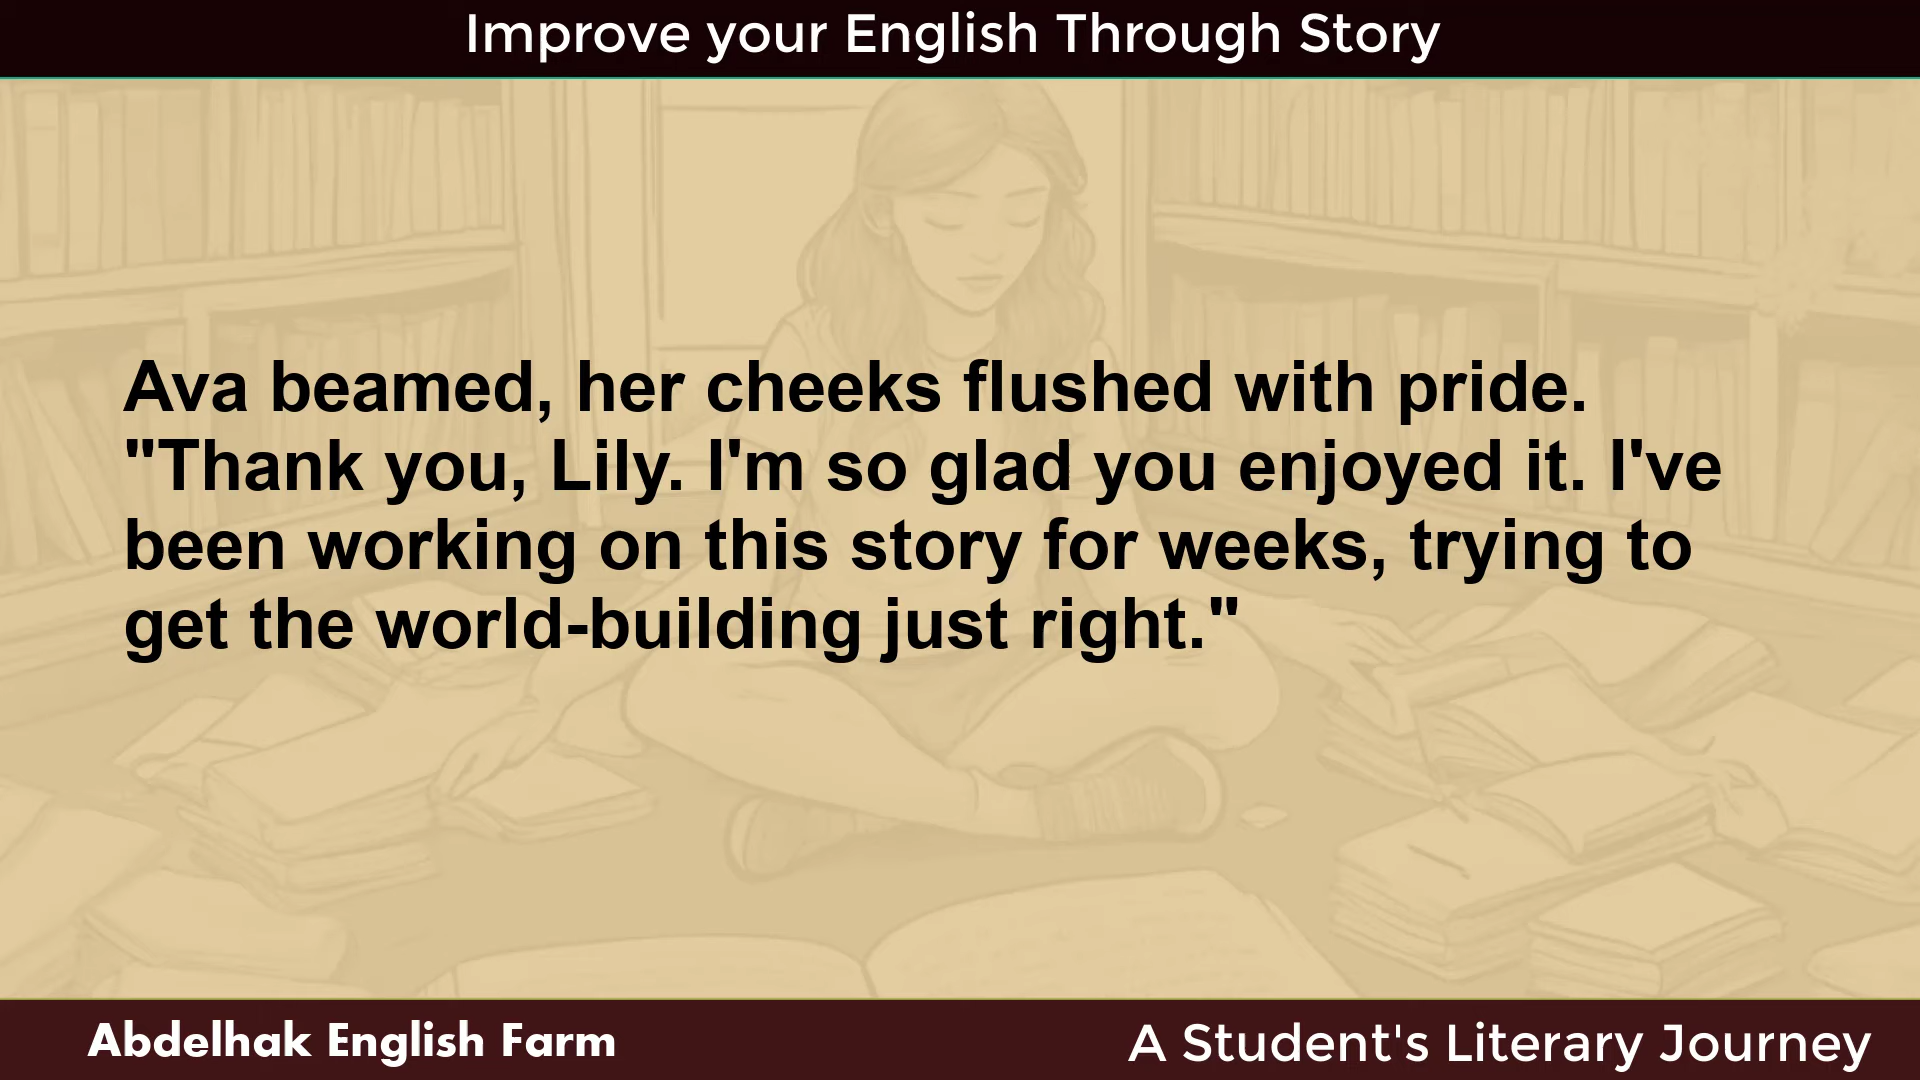 Improve your English Through Story
Ava beamed, her cheeks flushed with pride.
"Thank you, Lily. I'm so glad you enjoyed it. I've
been working on this story for weeks, trying to
get the world-building just right."
Abdelhak English Farm
A Student's Literary Journey